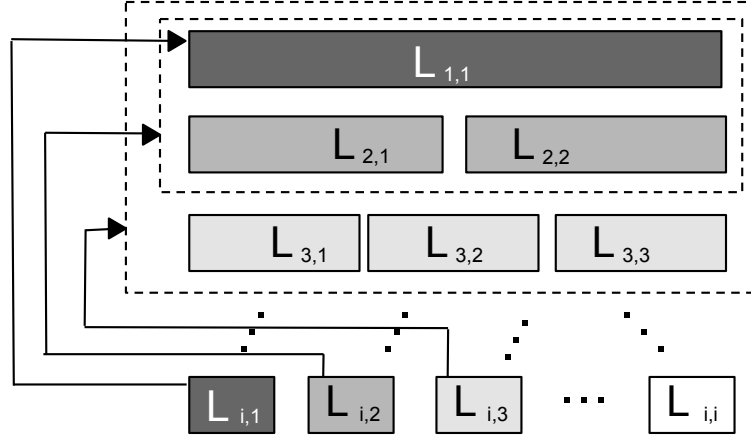 L 1,1
L 2,1 L 2,2
L 3,1 L 3,2 L 3,3
L i,1 L i,2 L i,3 ... L i,i